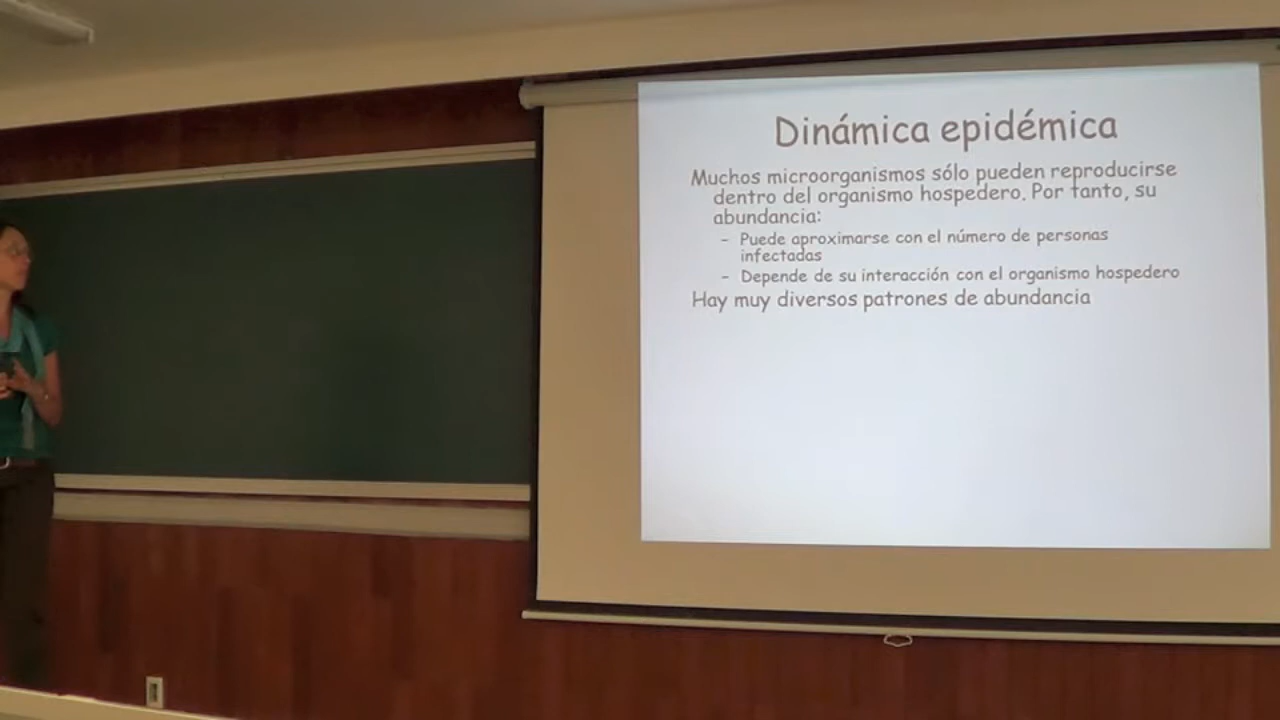 Dinámica epidémica
Muchos microorganismos sólo pueden reproducirse
dentro del organismo hospedero. Por tanto, su
abundancia:
- Puede aproximarse con el número de personas
infectadas
- Depende de su interacción con el organismo hospedero
Hay muy diversos patrones de abundancia